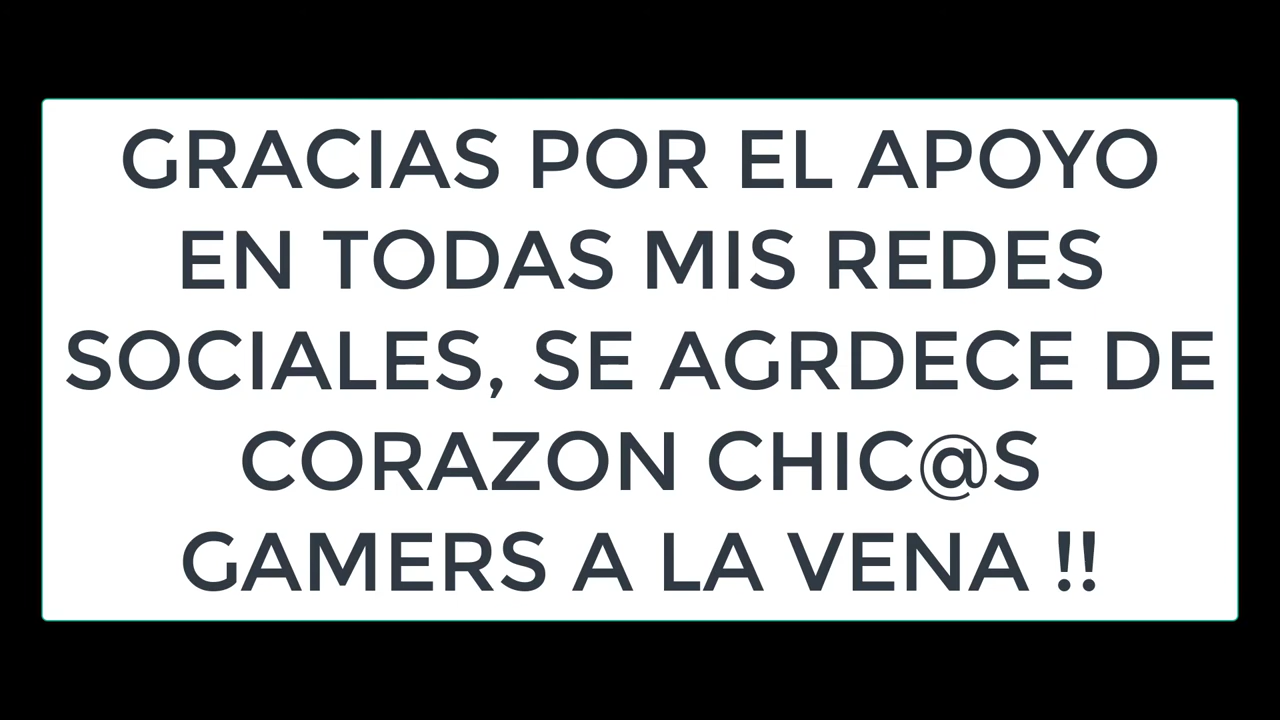 GRACIAS POR EL APOYO
EN TODAS MIS REDES
SOCIALES, SE AGRDECE DE
CORAZON CHIC@S
GAMERS A LA VENA !!